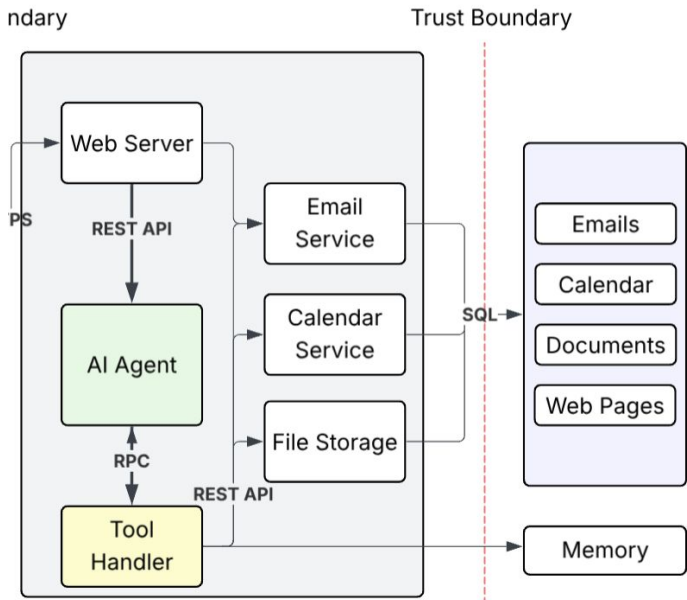 ndary
Trust Boundary
Web Server
PS
REST API
Email
Service
Emails
Calendar
SQL
Calendar
Service
Documents
AI Agent
Web Pages
File Storage
RPC
REST API
Tool
Handler
Memory